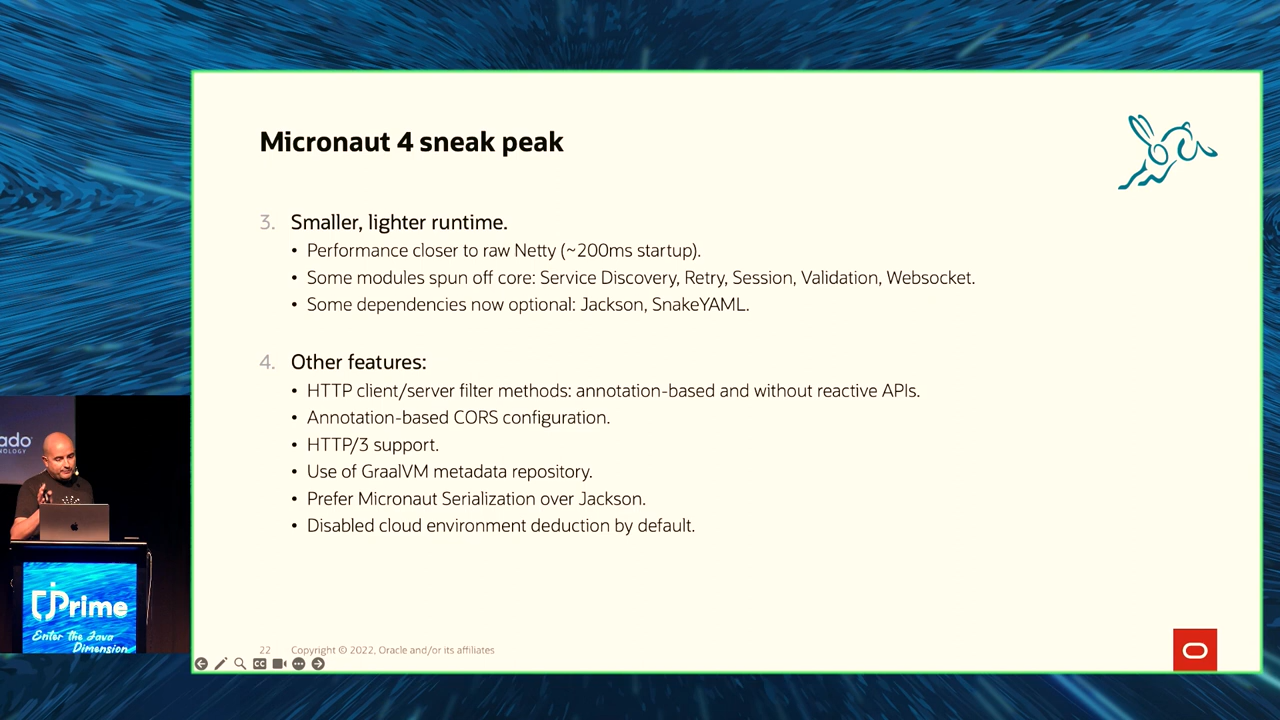 Micronaut 4 sneak peak
3. Smaller, lighter runtime.
• Performance closer to raw Netty (~200ms startup).
• Some modules spun off core: Service Discovery, Retry, Session, Validation, Websocket.
• Some dependencies now optional: Jackson, SnakeYAML.
4. Other features:
• HTTP client/server filter methods: annotation-based and without reactive APIs.
• Annotation-based CORS configuration.
• HTTP/3 support.
• Use of GraalVM metadata repository.
• Prefer Micronaut Serialization over Jackson.
• Disabled cloud environment deduction by default.
22 Copyright © 2022, Oracle and/or its affiliates
CC
ado
NOLOGY
jPrime
Enter the Java
Dimension